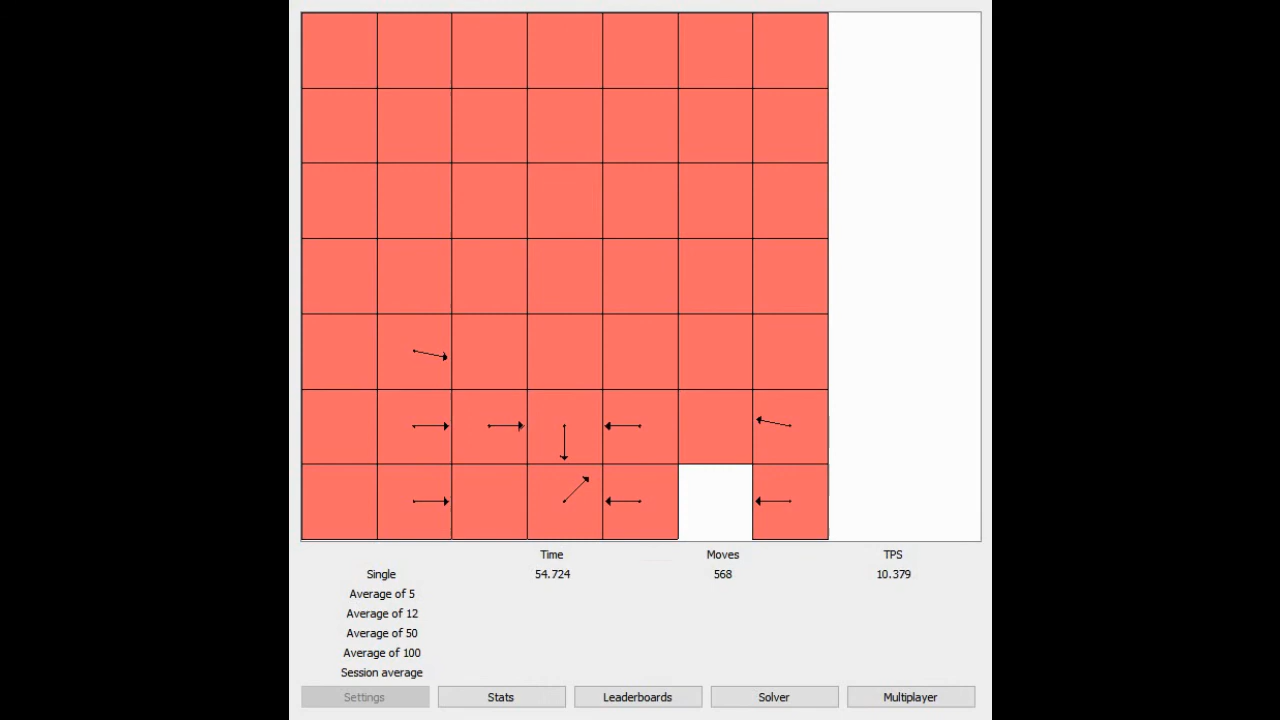 Time Moves TPS
Single 54.724 568 10.379
Average of 5
Average of 12
Average of 50
Average of 100
Session average
Settings Stats Leaderboards Solver Multiplayer